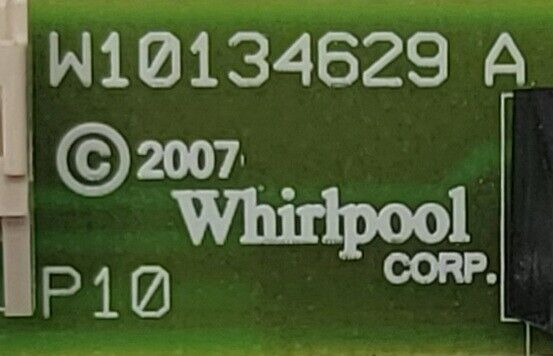 W10134629 A
© 2007
Whirlpool
CORP.
P10